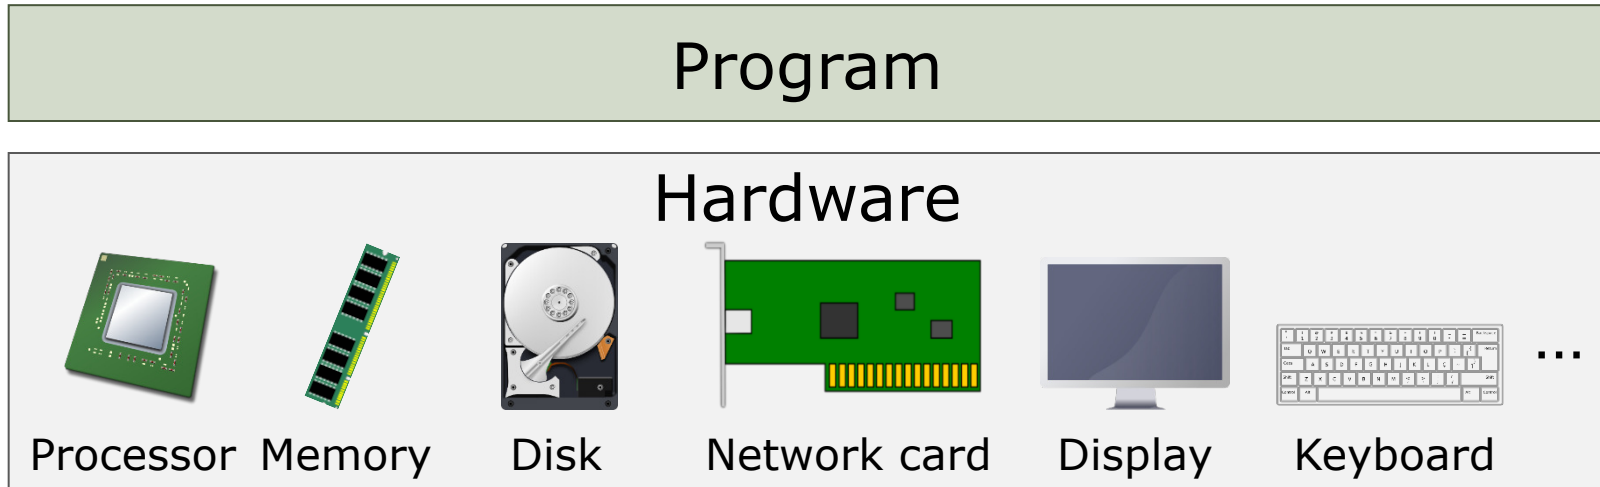 Program
Hardware
...
Processor Memory Disk Network card Display Keyboard